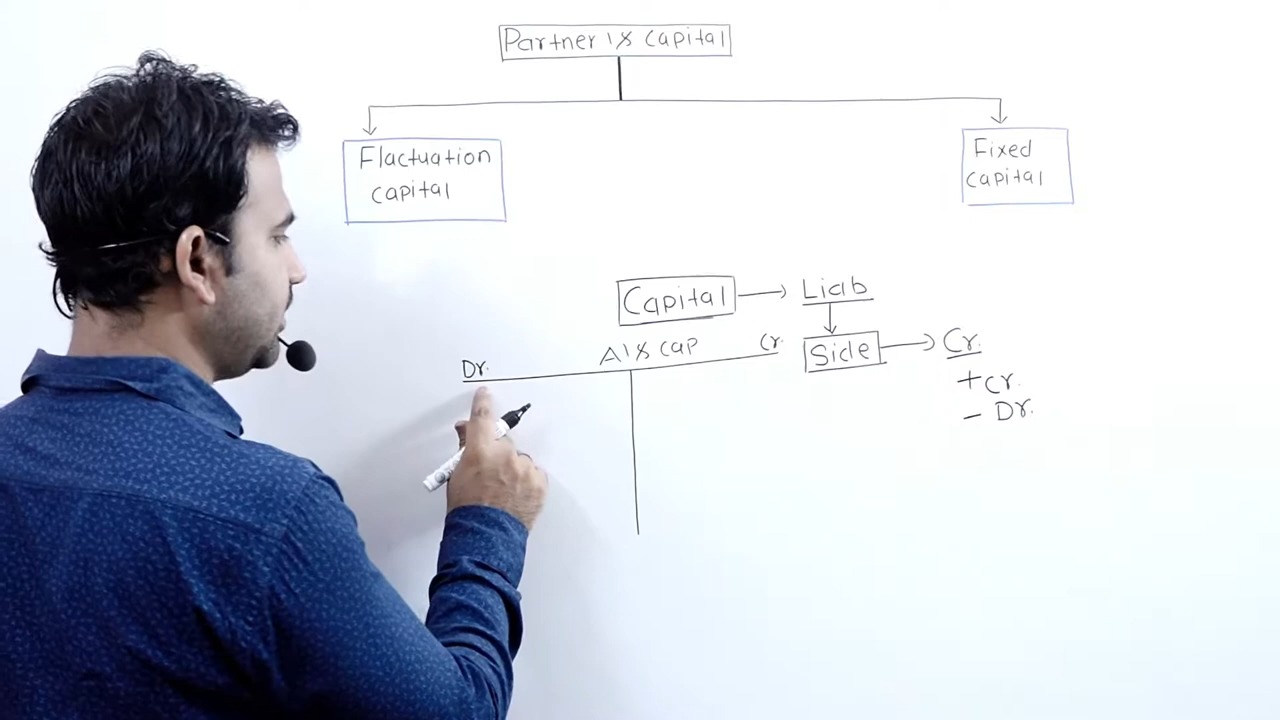 Partner's Capital
Flactuation
capital
Fixed
capital
Capital → Liab
Dr. A's Cap Cr.
Side → Cr.
+ Cr.
- Dr.